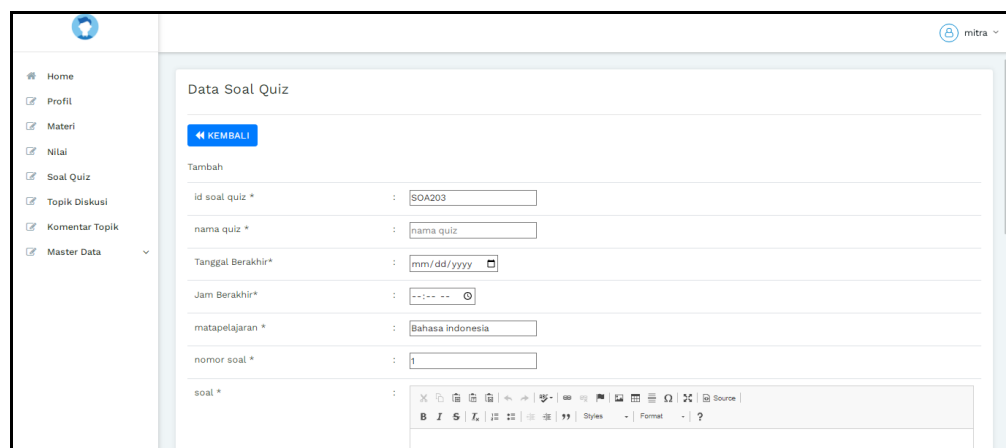 mitra
Home
Profil
Materi
Nilai
Soal Quiz
Topik Diskusi
Komentar Topik
Master Data
Data Soal Quiz
KEMBALI
Tambah
id soal quiz * : SOA203
nama quiz * : nama quiz
Tanggal Berakhir* : mm/dd/yyyy
Jam Berakhir* : --:-- --
matapelajaran * : Bahasa indonesia
nomor soal * : 1
soal * :
Source
B I S Tx Styles Format ?